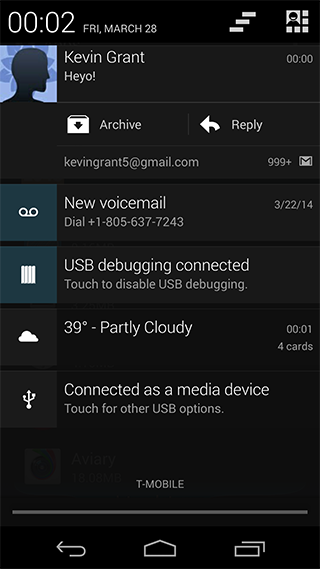 00:02 FRI, MARCH 28
Kevin Grant 00:00
Heyo!
Archive Reply
kevingrant5@gmail.com 999+
New voicemail 3/22/14
Dial +1-805-637-7243
USB debugging connected
Touch to disable USB debugging.
39° - Partly Cloudy 00:01
4 cards
Connected as a media device
Touch for other USB options.
Aviary
T-MOBILE